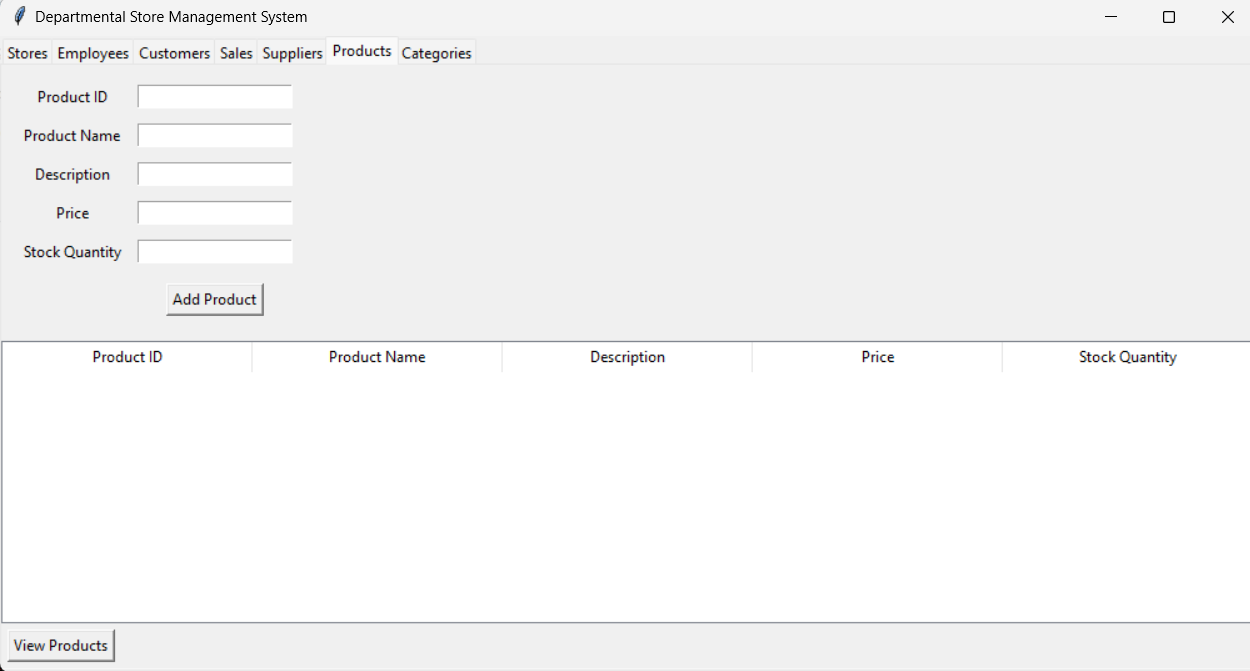 Departmental Store Management System
Stores Employees Customers Sales Suppliers Products Categories
Product ID
Product Name
Description
Price
Stock Quantity
Add Product
Product ID Product Name Description Price Stock Quantity
View Products